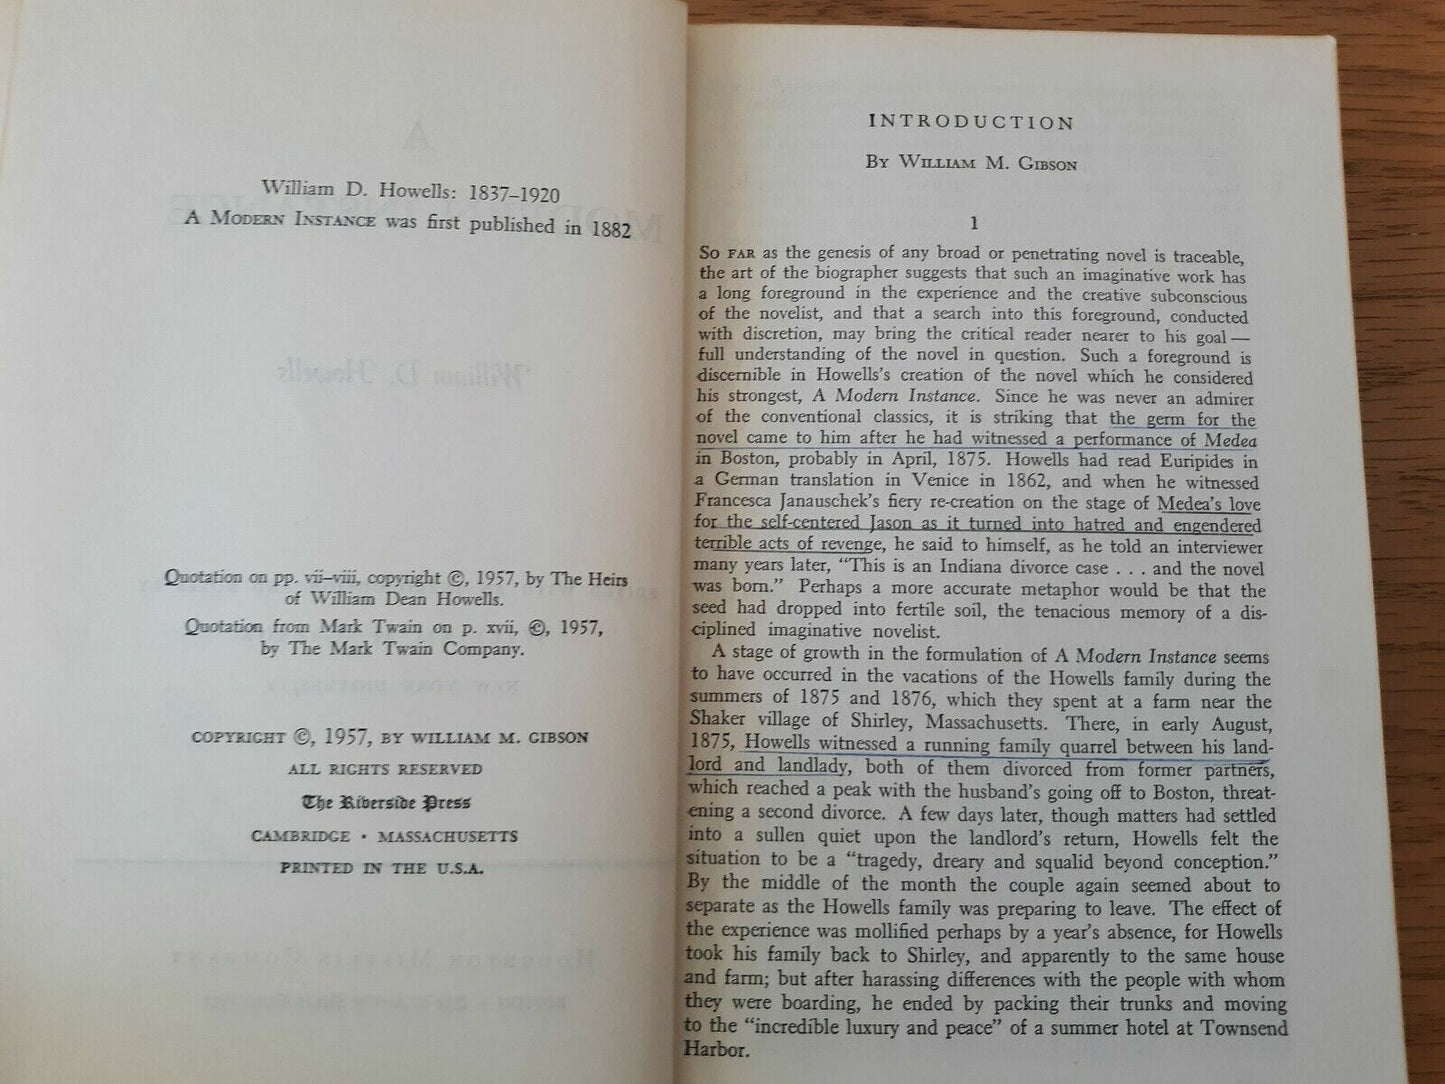 William D. Howells: 1837–1920
A MODERN INSTANCE was first published in 1882
Quotation on pp. vii–viii, copyright ©, 1957, by The Heirs
of William Dean Howells.
Quotation from Mark Twain on p. xvii, ©, 1957,
by The Mark Twain Company.
COPYRIGHT ©, 1957, BY WILLIAM M. GIBSON
ALL RIGHTS RESERVED
The Riverside Press
CAMBRIDGE • MASSACHUSETTS
PRINTED IN THE U.S.A.
INTRODUCTION
BY WILLIAM M. GIBSON
1
SO FAR as the genesis of any broad or penetrating novel is traceable,
the art of the biographer suggests that such an imaginative work has
a long foreground in the experience and the creative subconscious
of the novelist, and that a search into this foreground, conducted
with discretion, may bring the critical reader nearer to his goal —
full understanding of the novel in question. Such a foreground is
discernible in Howells's creation of the novel which he considered
his strongest, A Modern Instance. Since he was never an admirer
of the conventional classics, it is striking that the germ for the
novel came to him after he had witnessed a performance of Medea
in Boston, probably in April, 1875. Howells had read Euripides in
a German translation in Venice in 1862, and when he witnessed
Francesca Janauschek's fiery re-creation on the stage of Medea's love
for the self-centered Jason as it turned into hatred and engendered
terrible acts of revenge, he said to himself, as he told an interviewer
many years later, "This is an Indiana divorce case . . . and the novel
was born." Perhaps a more accurate metaphor would be that the
seed had dropped into fertile soil, the tenacious memory of a dis-
ciplined imaginative novelist.
A stage of growth in the formulation of A Modern Instance seems
to have occurred in the vacations of the Howells family during the
summers of 1875 and 1876, which they spent at a farm near the
Shaker village of Shirley, Massachusetts. There, in early August,
1875, Howells witnessed a running family quarrel between his land-
lord and landlady, both of them divorced from former partners,
which reached a peak with the husband's going off to Boston, threat-
ening a second divorce. A few days later, though matters had settled
into a sullen quiet upon the landlord's return, Howells felt the
situation to be a "tragedy, dreary and squalid beyond conception."
By the middle of the month the couple again seemed about to
separate as the Howells family was preparing to leave. The effect of
the experience was mollified perhaps by a year's absence, for Howells
took his family back to Shirley, and apparently to the same house
and farm; but after harassing differences with the people with whom
they were boarding, he ended by packing their trunks and moving
to the "incredible luxury and peace" of a summer hotel at Townsend
Harbor.